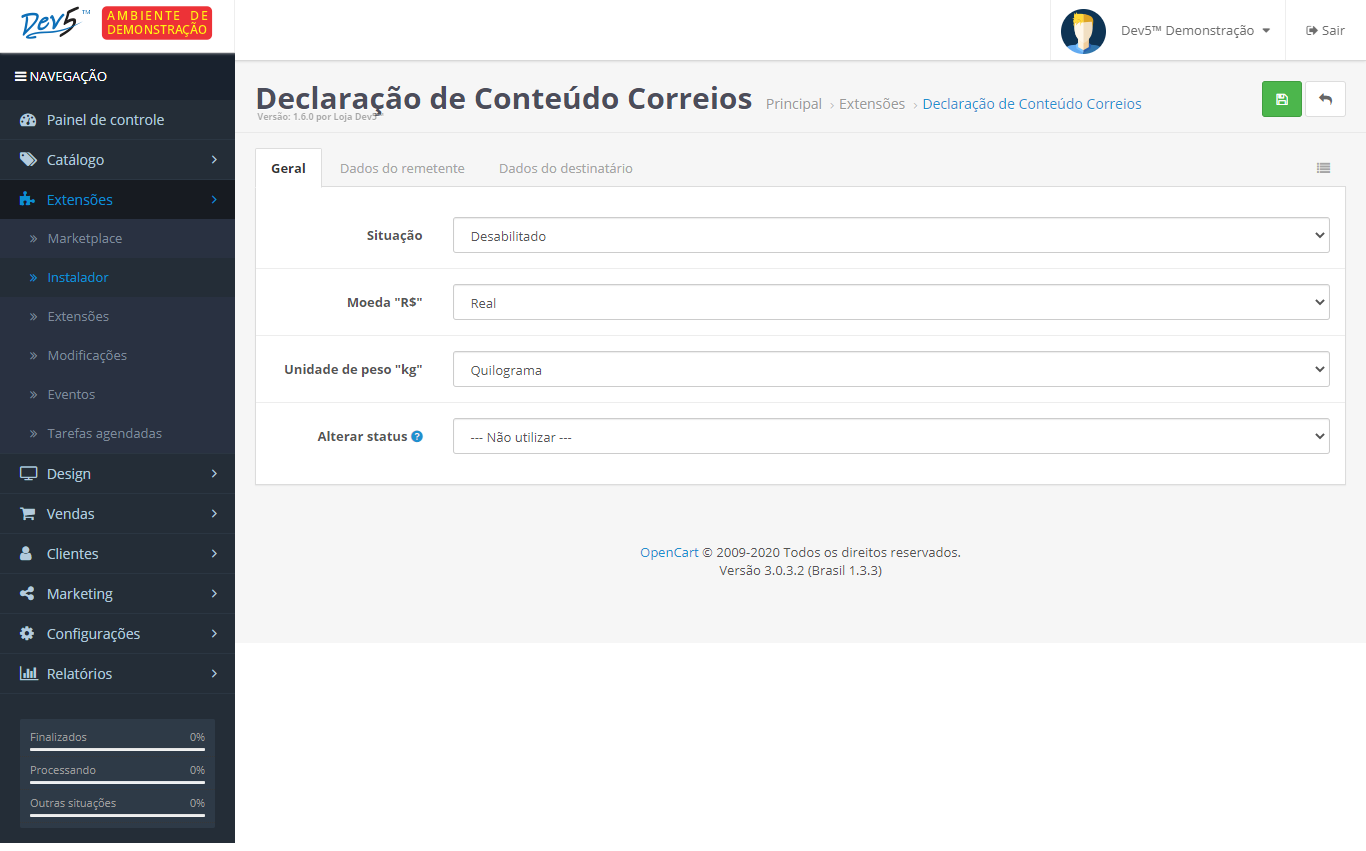 Dev5™
AMBIENTE DE
DEMONSTRAÇÃO
Dev5™ Demonstração
Sair
NAVEGAÇÃO
Painel de controle
Catálogo
Extensões
Marketplace
Instalador
Extensões
Modificações
Eventos
Tarefas agendadas
Design
Vendas
Clientes
Marketing
Configurações
Relatórios
Finalizados 0%
Processando 0%
Outras situações 0%
Declaração de Conteúdo Correios
Principal › Extensões › Declaração de Conteúdo Correios
Versão: 1.6.0 por Loja Dev5™
Geral
Dados do remetente
Dados do destinatário
Situação
Desabilitado
Moeda "R$"
Real
Unidade de peso "kg"
Quilograma
Alterar status ?
--- Não utilizar ---
OpenCart © 2009-2020 Todos os direitos reservados.
Versão 3.0.3.2 (Brasil 1.3.3)